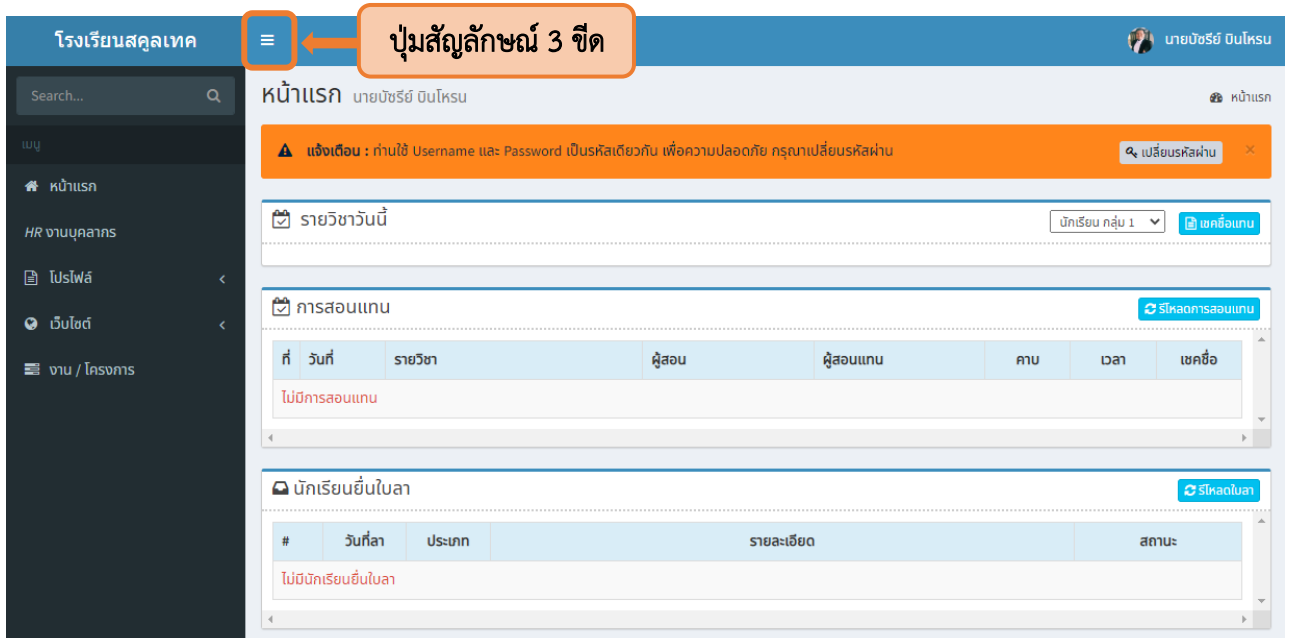 โรงเรียนสคูลเทค
ปุ่มสัญลักษณ์ 3 ขีด
นายบัซรีย์ บินโหรน
Search...
หน้าแรก นายบัซรีย์ บินโหรน
หน้าแรก
เมนู
แจ้งเตือน : ท่านใช้ Username และ Password เป็นรหัสเดียวกัน เพื่อความปลอดภัย กรุณาเปลี่ยนรหัสผ่าน
เปลี่ยนรหัสผ่าน
×
หน้าแรก
HR งานบุคลากร
โปรไฟล์
เว็บไซต์
งาน / โครงการ
รายวิชาวันนี้
นักเรียน กลุ่ม 1
เชคชื่อแทน
การสอนแทน
รีโหลดการสอนแทน
ที่ วันที่ รายวิชา ผู้สอน ผู้สอนแทน คาบ เวลา เชคชื่อ
ไม่มีการสอนแทน
นักเรียนยื่นใบลา
รีโหลดใบลา
# วันที่ลา ประเภท รายละเอียด สถานะ
ไม่มีนักเรียนยื่นใบลา